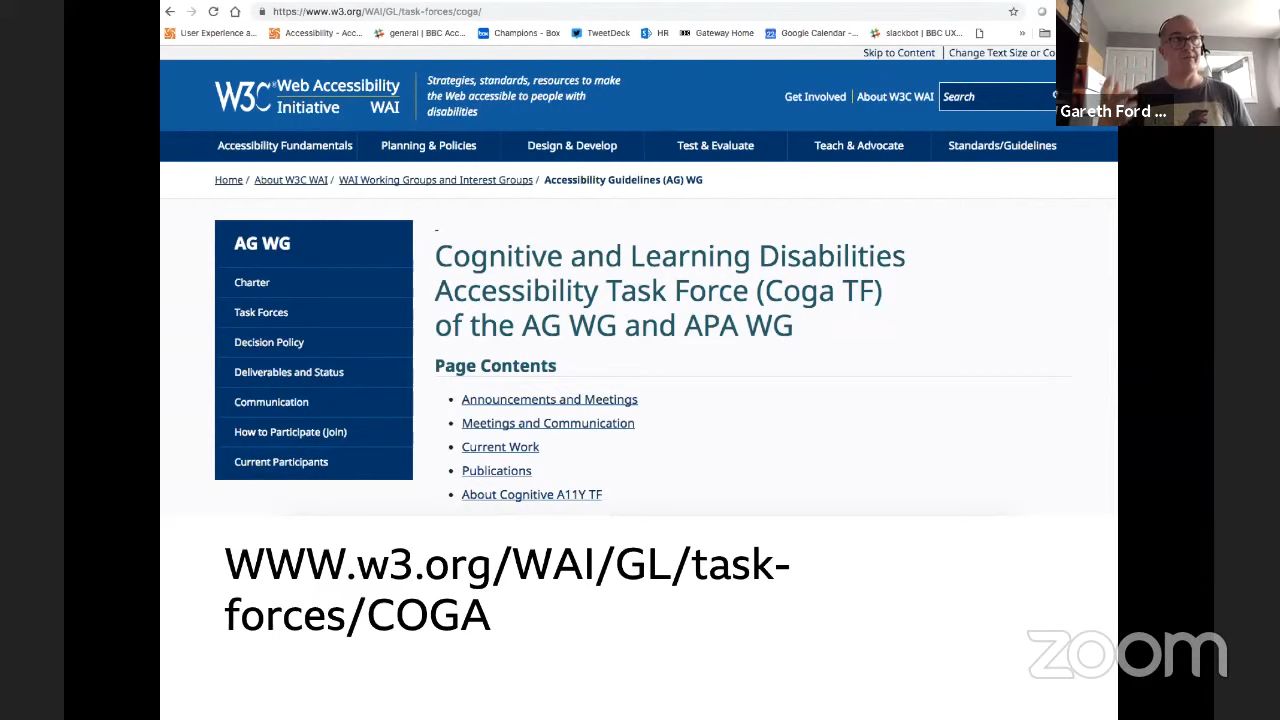 https://www.w3.org/WAI/GL/task-forces/coga/
User Experience a... Accessibility - Acc... general | BBC Acc... Champions - Box TweetDeck HR Gateway Home Google Calendar -... slackbot | BBC UX... »
Skip to Content | Change Text Size or Co
W3C® Web Accessibility Initiative WAI
Strategies, standards, resources to make
the Web accessible to people with
disabilities
Get Involved | About W3C WAI
Search
Gareth Ford ...
Accessibility Fundamentals Planning & Policies Design & Develop Test & Evaluate Teach & Advocate Standards/Guidelines
Home / About W3C WAI / WAI Working Groups and Interest Groups / Accessibility Guidelines (AG) WG
AG WG
Charter
Task Forces
Decision Policy
Deliverables and Status
Communication
How to Participate (Join)
Current Participants
-
Cognitive and Learning Disabilities
Accessibility Task Force (Coga TF)
of the AG WG and APA WG
Page Contents
• Announcements and Meetings
• Meetings and Communication
• Current Work
• Publications
• About Cognitive A11Y TF
WWW.w3.org/WAI/GL/task-
forces/COGA
zoom